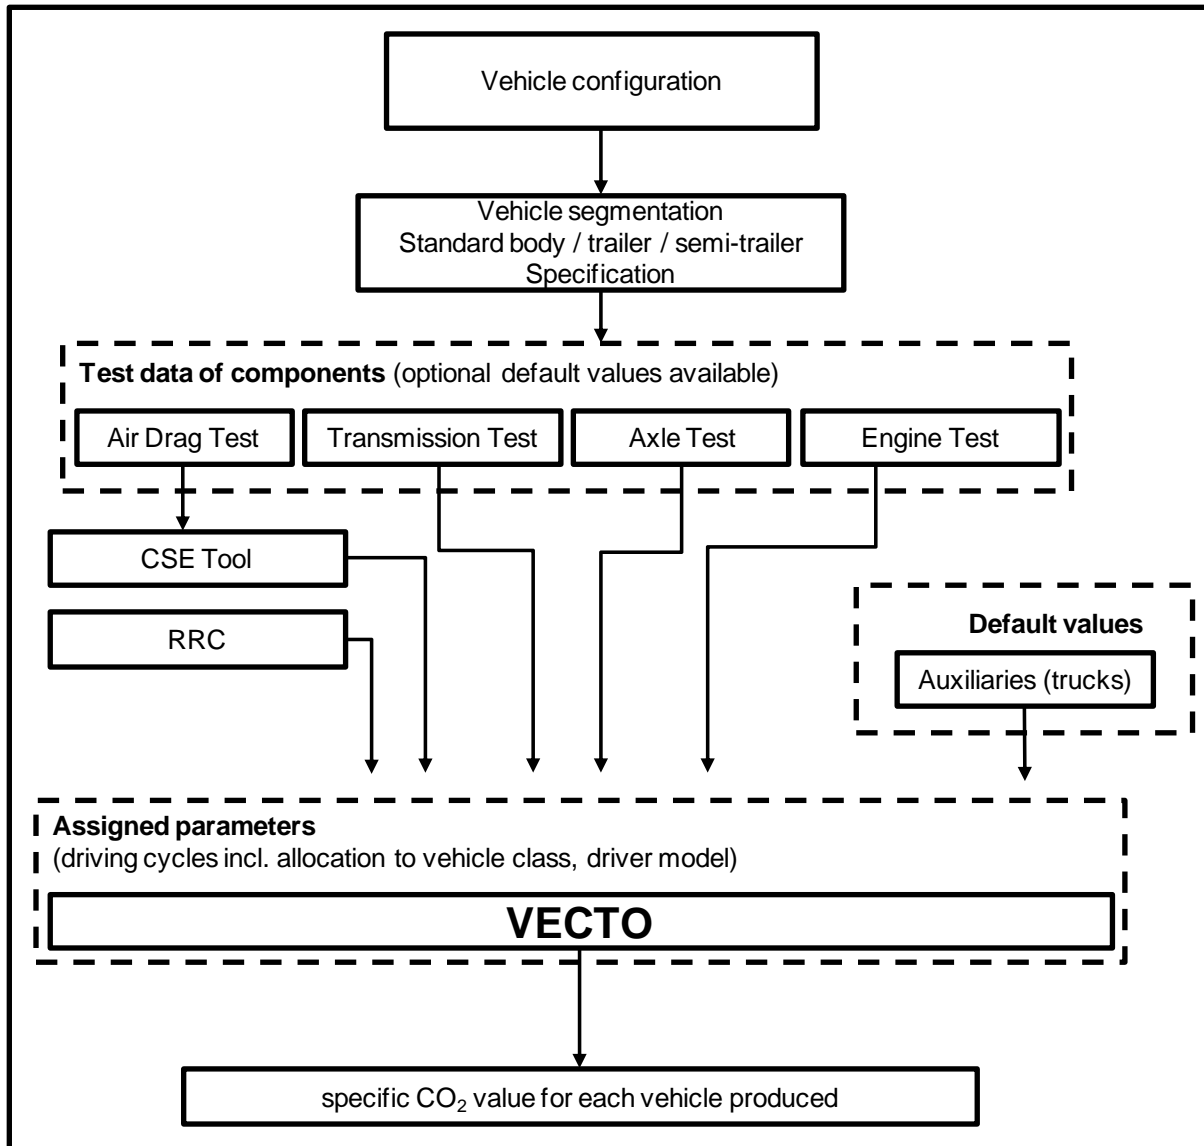 Vehicle configuration
Vehicle segmentation
Standard body / trailer / semi-trailer
Specification
Test data of components (optional default values available)
Air Drag Test
Transmission Test
Axle Test
Engine Test
CSE Tool
RRC
Default values
Auxiliaries (trucks)
Assigned parameters
(driving cycles incl. allocation to vehicle class, driver model)
VECTO
specific CO₂ value for each vehicle produced